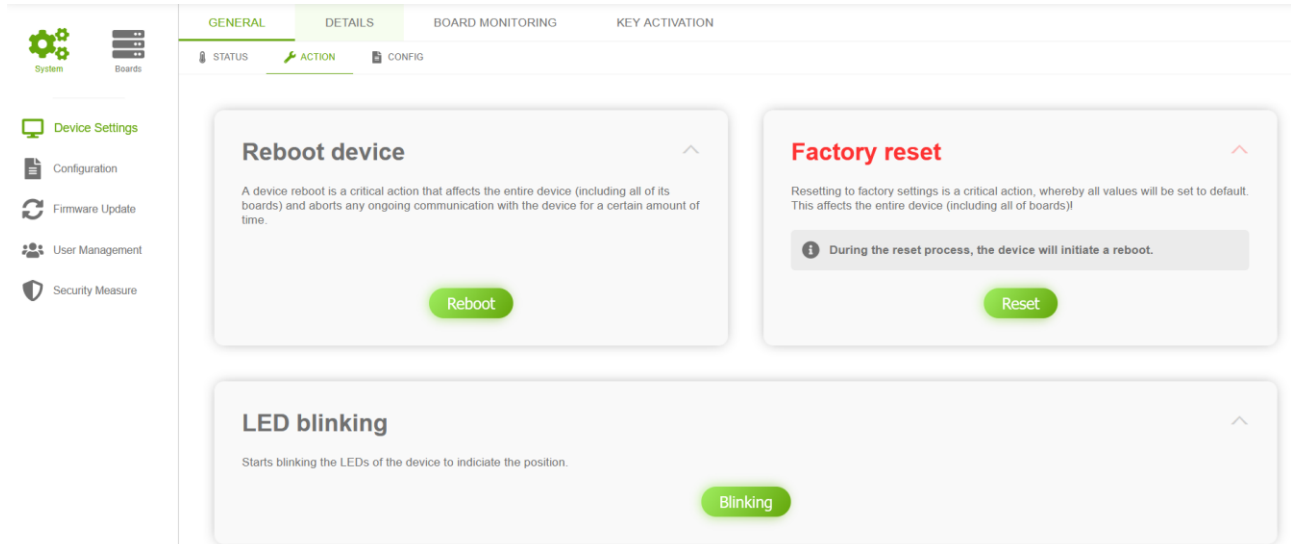 System
Boards
Device Settings
Configuration
Firmware Update
User Management
Security Measure
GENERAL
DETAILS
BOARD MONITORING
KEY ACTIVATION
STATUS
ACTION
CONFIG
Reboot device
A device reboot is a critical action that affects the entire device (including all of its
boards) and aborts any ongoing communication with the device for a certain amount of
time.
Reboot
Factory reset
Resetting to factory settings is a critical action, whereby all values will be set to default.
This affects the entire device (including all of boards)!
During the reset process, the device will initiate a reboot.
Reset
LED blinking
Starts blinking the LEDs of the device to indiciate the position.
Blinking